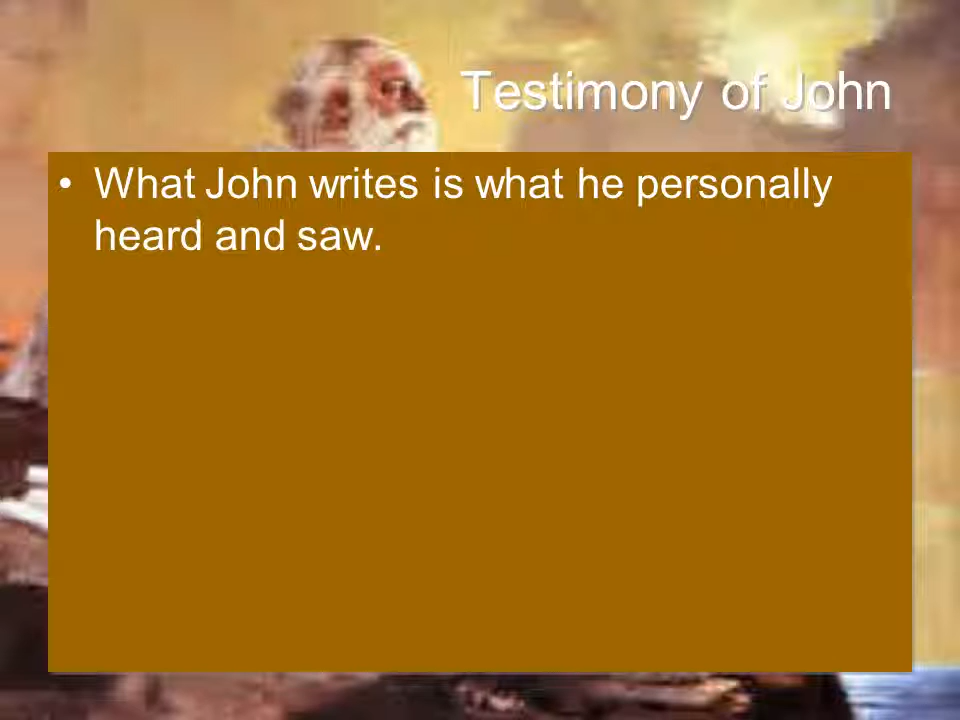 Testimony of John
• What John writes is what he personally
heard and saw.